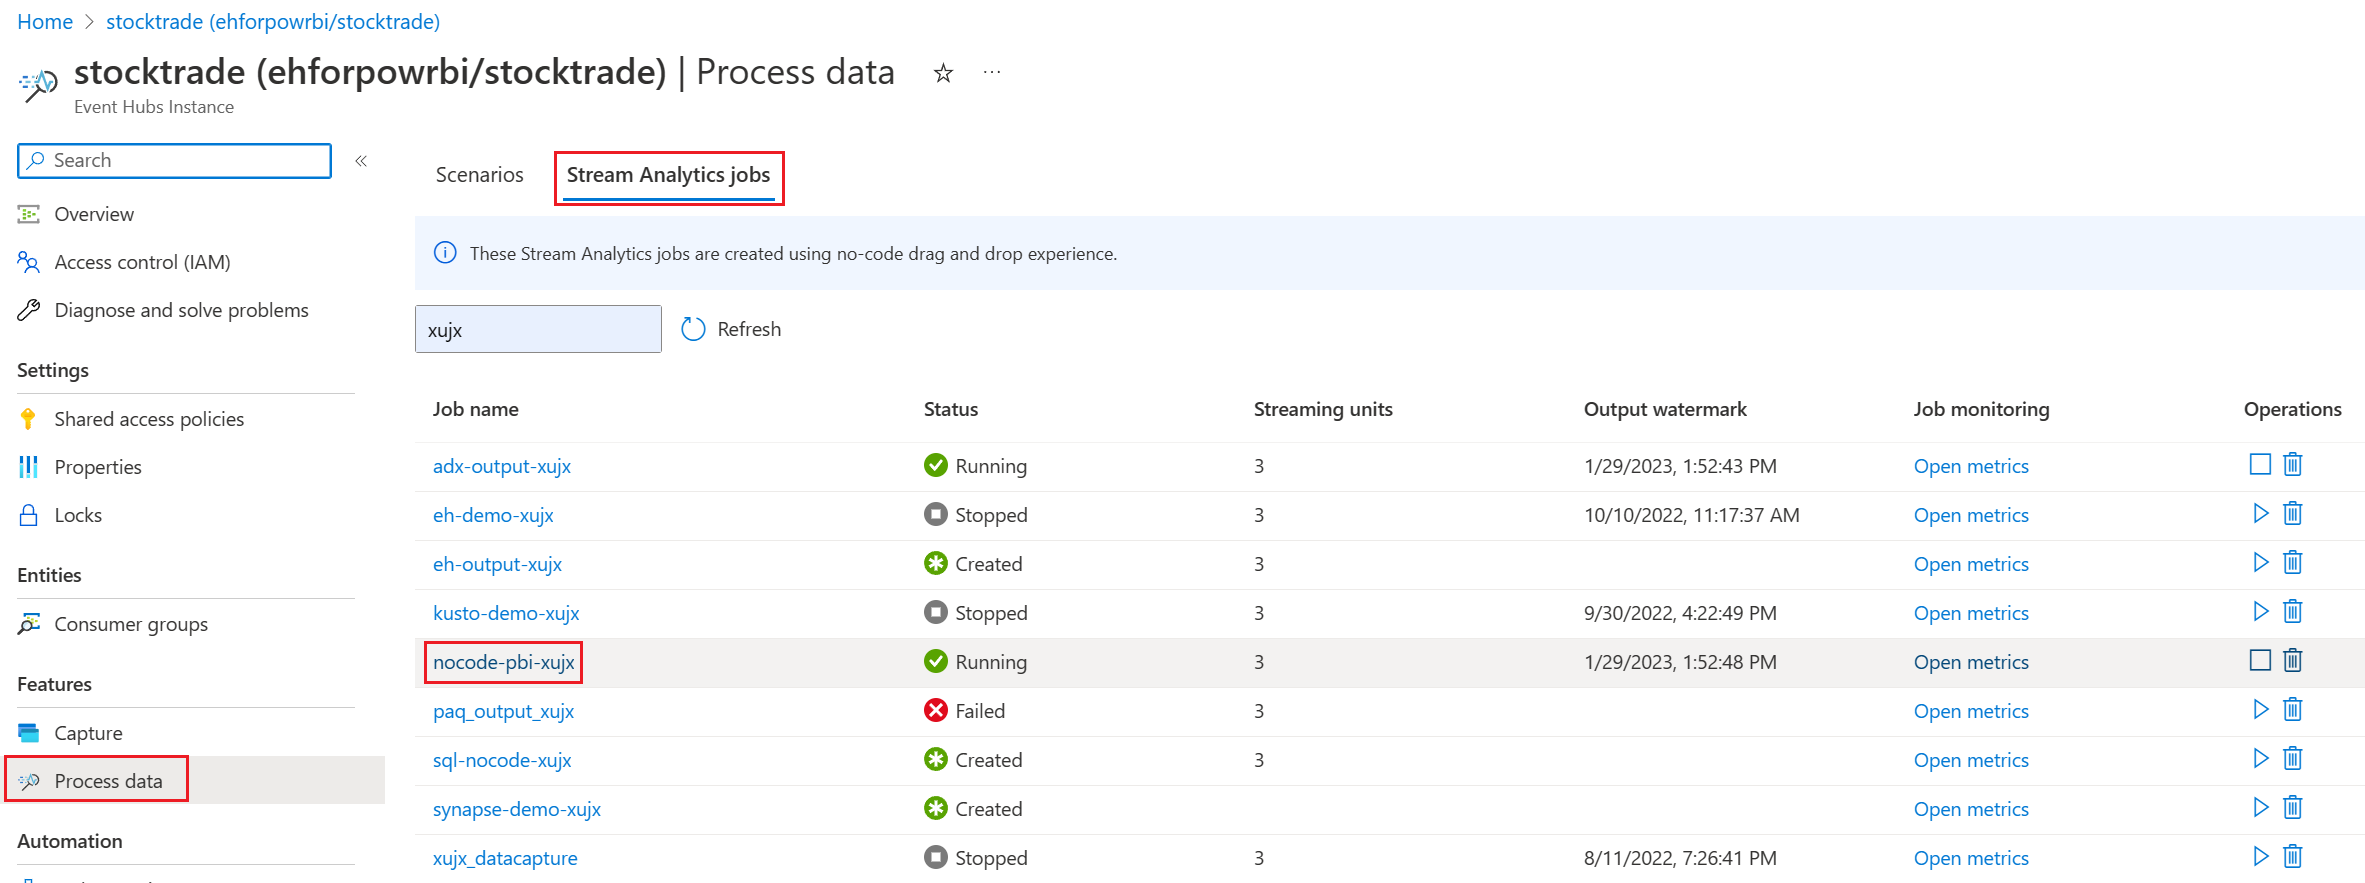 Home > stocktrade (ehforpowrbi/stocktrade)
stocktrade (ehforpowrbi/stocktrade) | Process data ☆ ...
Event Hubs Instance
Search «
Overview
Access control (IAM)
Diagnose and solve problems
Settings
Shared access policies
Properties
Locks
Entities
Consumer groups
Features
Capture
Process data
Automation
Scenarios Stream Analytics jobs
These Stream Analytics jobs are created using no-code drag and drop experience.
xujx Refresh
Job name Status Streaming units Output watermark Job monitoring Operations
adx-output-xujx Running 3 1/29/2023, 1:52:43 PM Open metrics
eh-demo-xujx Stopped 3 10/10/2022, 11:17:37 AM Open metrics
eh-output-xujx Created 3 Open metrics
kusto-demo-xujx Stopped 3 9/30/2022, 4:22:49 PM Open metrics
nocode-pbi-xujx Running 3 1/29/2023, 1:52:48 PM Open metrics
paq_output_xujx Failed 3 Open metrics
sql-nocode-xujx Created 3 Open metrics
synapse-demo-xujx Created Open metrics
xujx_datacapture Stopped 3 8/11/2022, 7:26:41 PM Open metrics